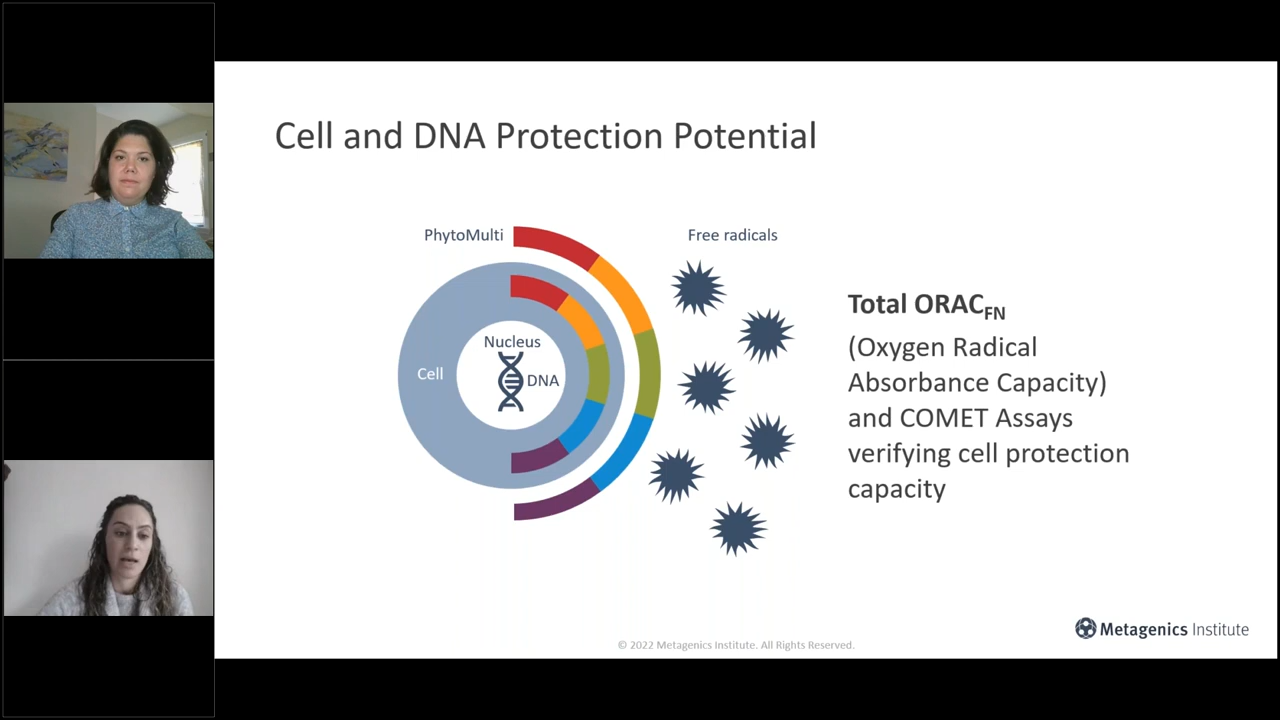 Cell and DNA Protection Potential
PhytoMulti
Free radicals
Nucleus
Cell
DNA
Total ORACFN
(Oxygen Radical
Absorbance Capacity)
and COMET Assays
verifying cell protection
capacity
Metagenics Institute
© 2022 Metagenics Institute. All Rights Reserved.